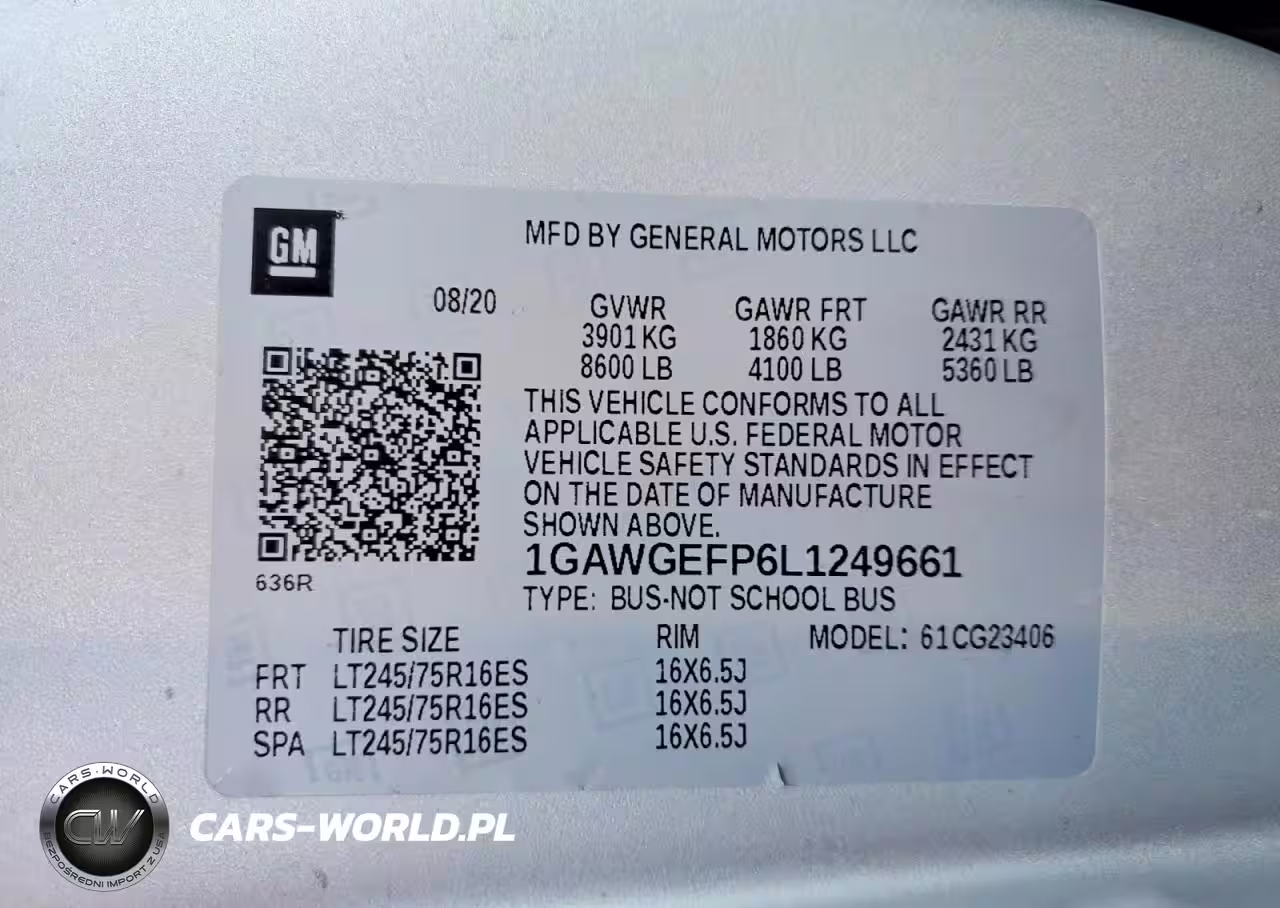 GM
MFD BY GENERAL MOTORS LLC
08/20
GVWR GAWR FRT GAWR RR
3901 KG 1860 KG 2431 KG
8600 LB 4100 LB 5360 LB
THIS VEHICLE CONFORMS TO ALL
APPLICABLE U.S. FEDERAL MOTOR
VEHICLE SAFETY STANDARDS IN EFFECT
ON THE DATE OF MANUFACTURE
SHOWN ABOVE.
1GAWGEFP6L1249661
636R
TYPE: BUS-NOT SCHOOL BUS
TIRE SIZE RIM MODEL: 61CG23406
FRT LT245/75R16ES 16X6.5J
RR LT245/75R16ES 16X6.5J
SPA LT245/75R16ES 16X6.5J
CARS-WORLD
CW
BEZPOŚREDNI IMPORT Z USA
CARS-WORLD.PL